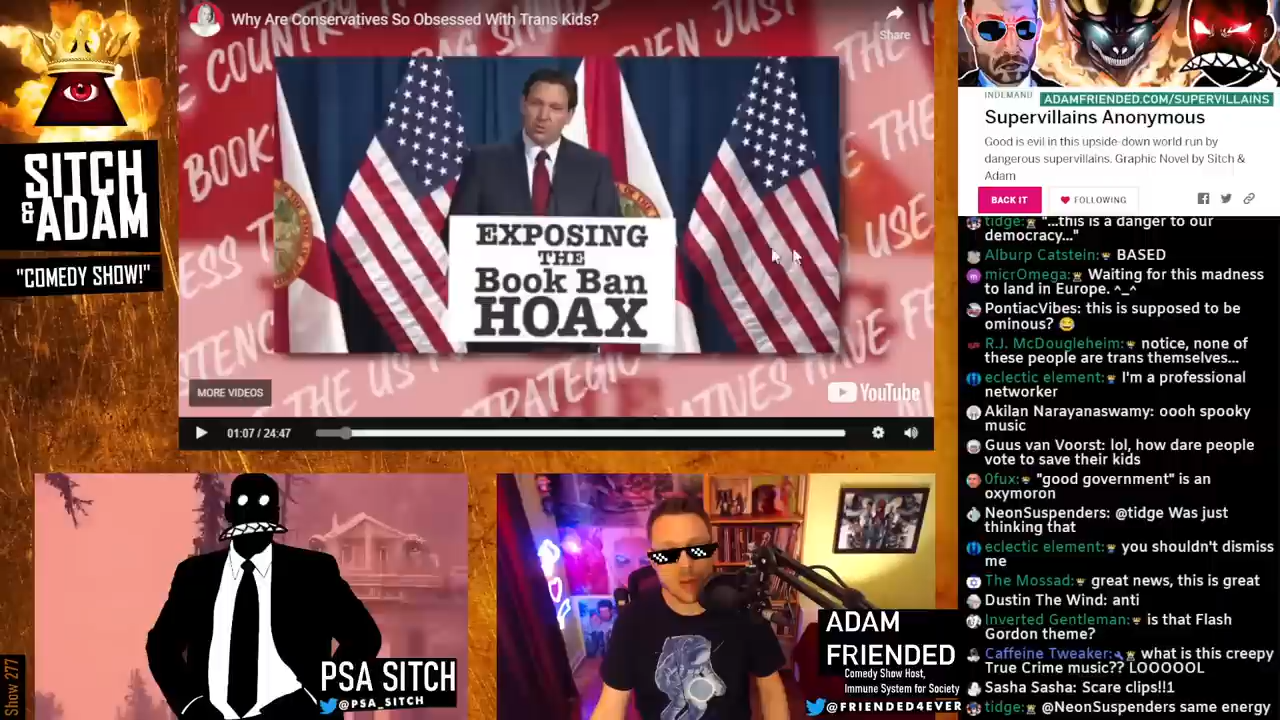 Why Are Conservatives So Obsessed With Trans Kids?
Share
EXPOSING
THE
Book Ban
HOAX
MORE VIDEOS
YouTube
01:07 / 24:47
SITCH
& ADAM
"COMEDY SHOW!"
Show 277
PSA SITCH
@PSA_SITCH
ADAM
FRIENDED
Comedy Show Host,
Immune System for Society
@FRIENDED4EVER
INDEMAND
ADAMFRIENDED.COM/SUPERVILLAINS
Supervillains Anonymous
Good is evil in this upside-down world run by
dangerous supervillains. Graphic Novel by Sitch &
Adam
BACK IT
FOLLOWING
tidge: "...this is a danger to our
democracy..."
Alburp Catstein: BASED
micrOmega: Waiting for this madness
to land in Europe. ^_^
PontiacVibes: this is supposed to be
ominous? 😂
R.J. McDougleheim: notice, none of
these people are trans themselves...
eclectic element: I'm a professional
networker
Akilan Narayanaswamy: oooh spooky
music
Guus van Voorst: lol, how dare people
vote to save their kids
0fux: "good government" is an
oxymoron
NeonSuspenders: @tidge Was just
thinking that
eclectic element: you shouldn't dismiss
me
The Mossad: great news, this is great
Dustin The Wind: anti
Inverted Gentleman: is that Flash
Gordon theme?
Caffeine Tweaker: what is this creepy
True Crime music?? LOOOOOL
Sasha Sasha: Scare clips!!1
tidge: @NeonSuspenders same energy